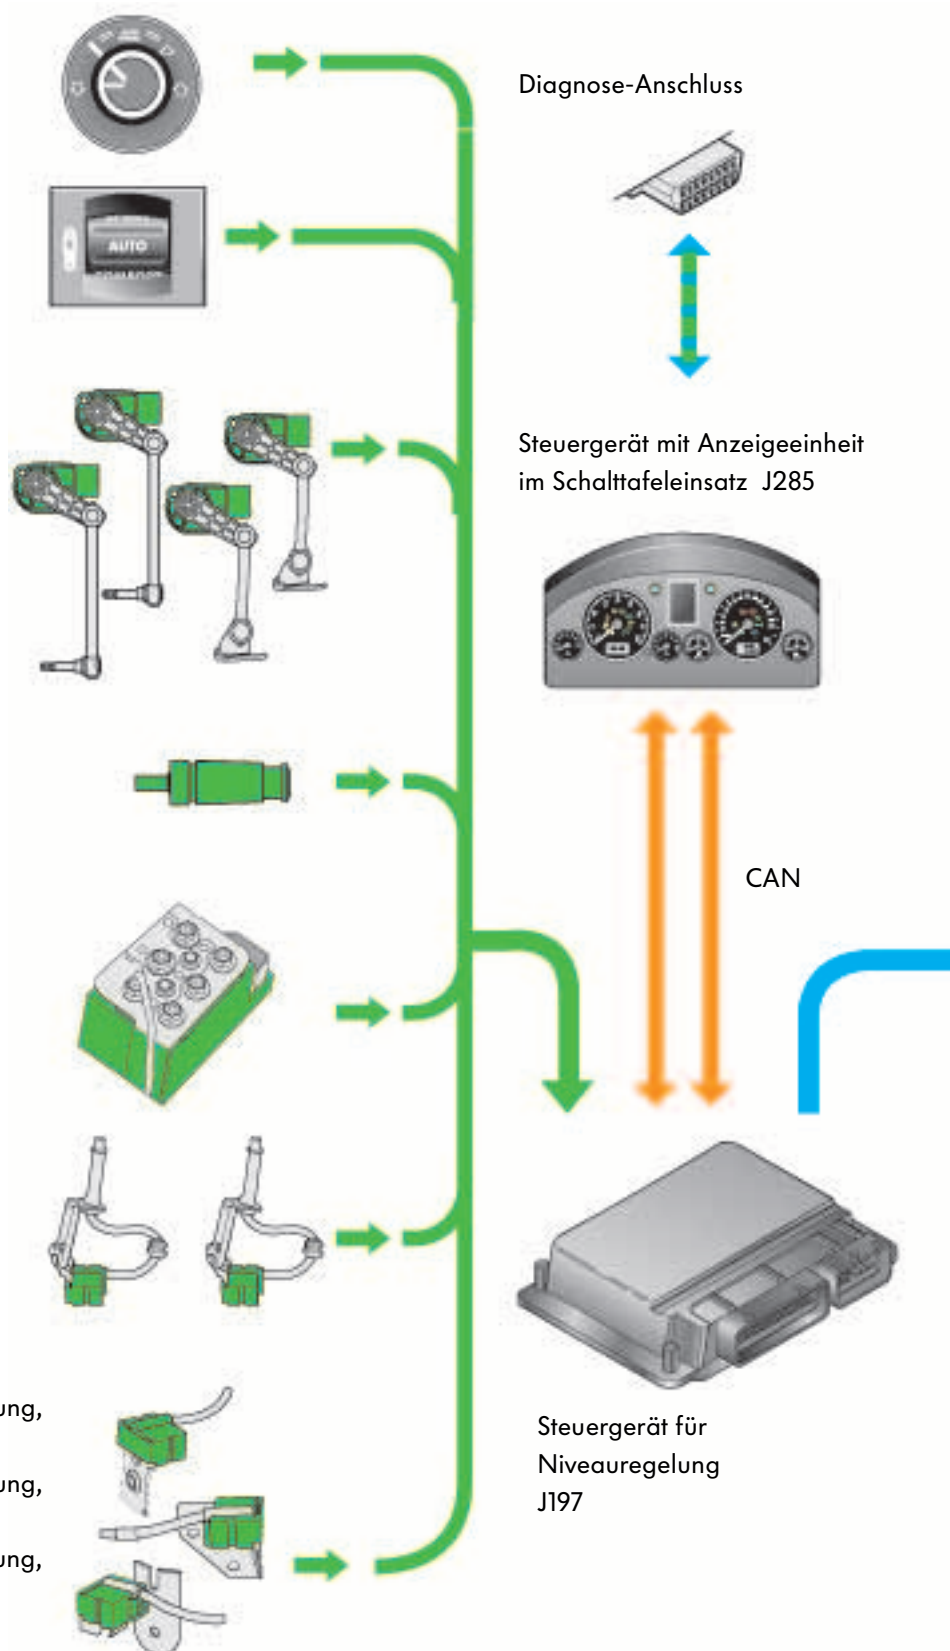 Diagnose-Anschluss
AUTO
Steuergerät mit Anzeigeeinheit
im Schalttafeleinsatz J285
CAN
ung,
Steuergerät für
Niveauregelung
ung,
J197
ung,